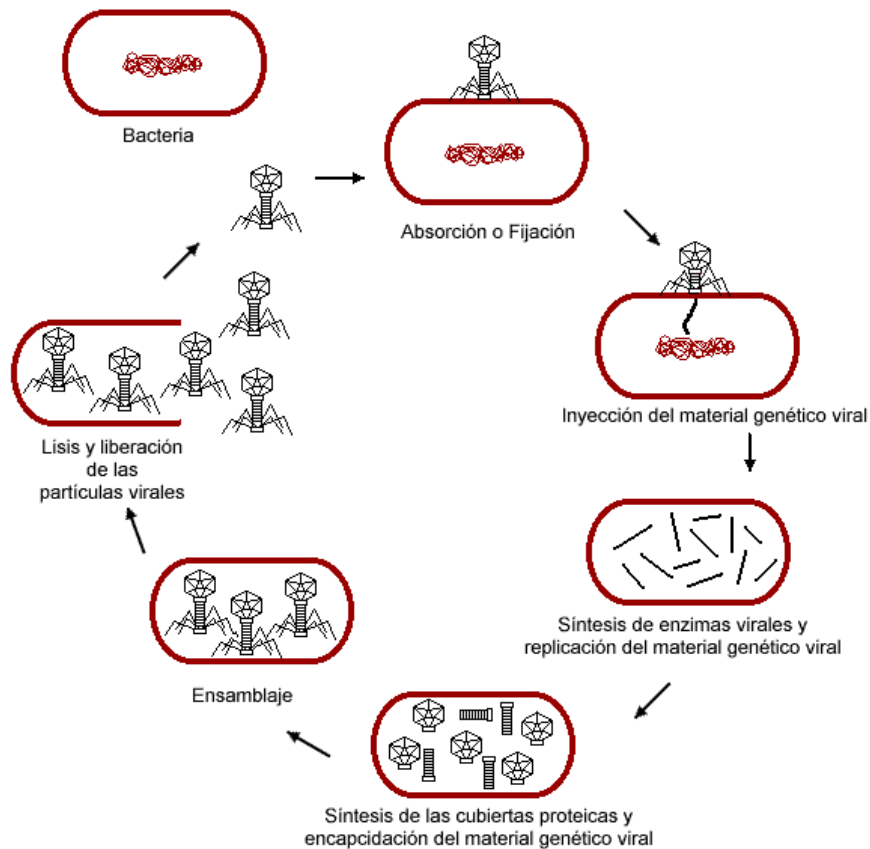 Bacteria
Absorción o Fijación
Inyección del material genético viral
Síntesis de enzimas virales y
replicación del material genético viral
Síntesis de las cubiertas proteicas y
encapcidación del material genético viral
Ensamblaje
Lisis y liberación
de las
partículas virales